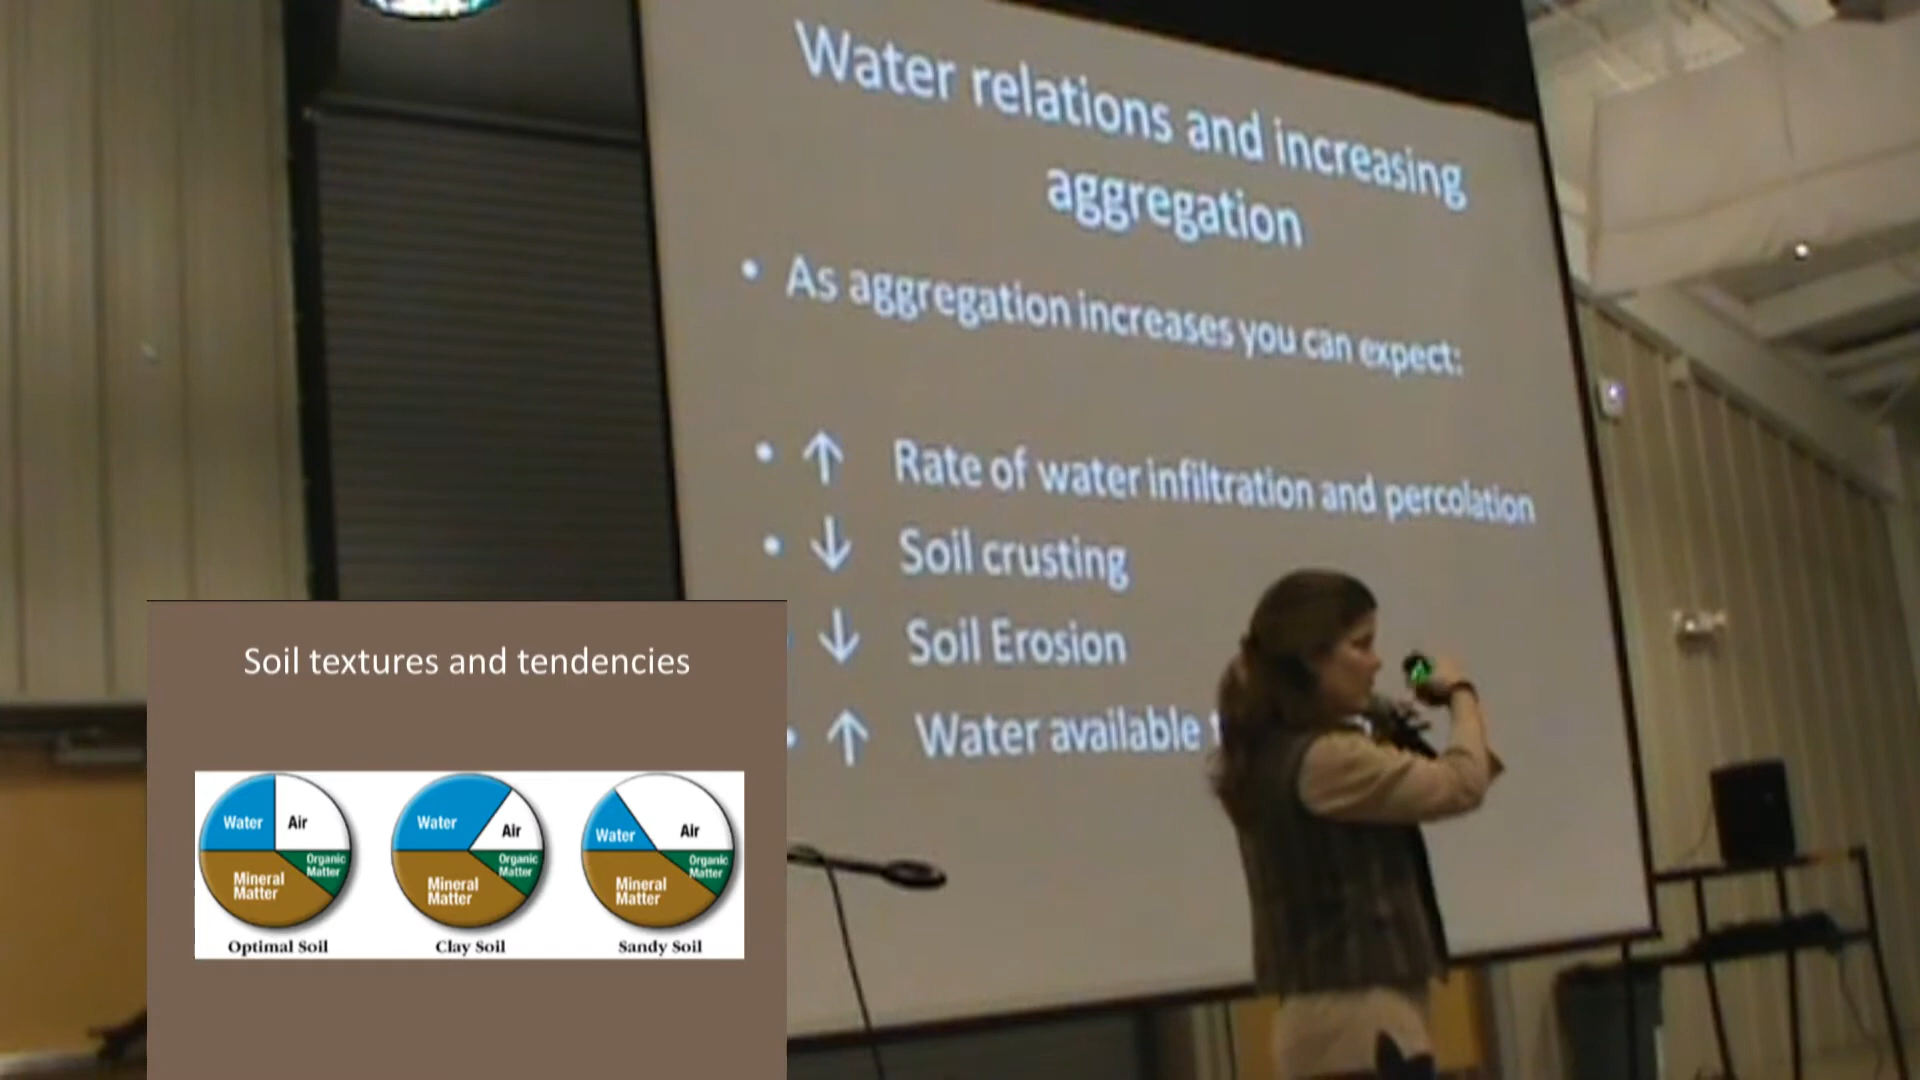 Water relations and increasing
aggregation
• As aggregation increases you can expect:
• ↑ Rate of water infiltration and percolation
• ↓ Soil crusting
↓ Soil Erosion
• ↑ Water available
Soil textures and tendencies
Water
Air
Organic
Matter
Mineral
Matter
Optimal Soil
Water
Air
Organic
Matter
Mineral
Matter
Clay Soil
Water
Air
Organic
Matter
Mineral
Matter
Sandy Soil